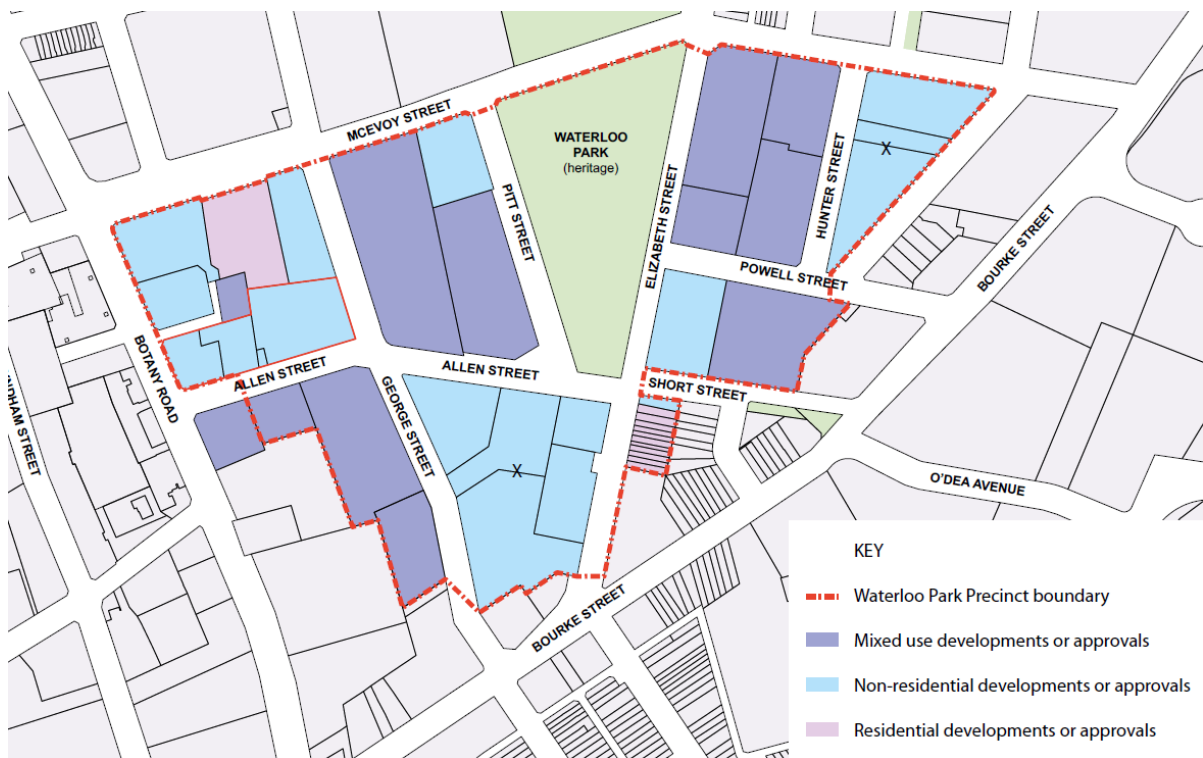 MCEVOY STREET
WATERLOO
PARK
(heritage)
PITT STREET
ELIZABETH STREET
HUNTER STREET
X
POWELL STREET
BOURKE STREET
BOTANY ROAD
ALLEN STREET
ALLEN STREET
GEORGE STREET
SHORT STREET
X
NDHAM STREET
O'DEA AVENUE
BOURKE STREET
KEY
Waterloo Park Precinct boundary
Mixed use developments or approvals
Non-residential developments or approvals
Residential developments or approvals